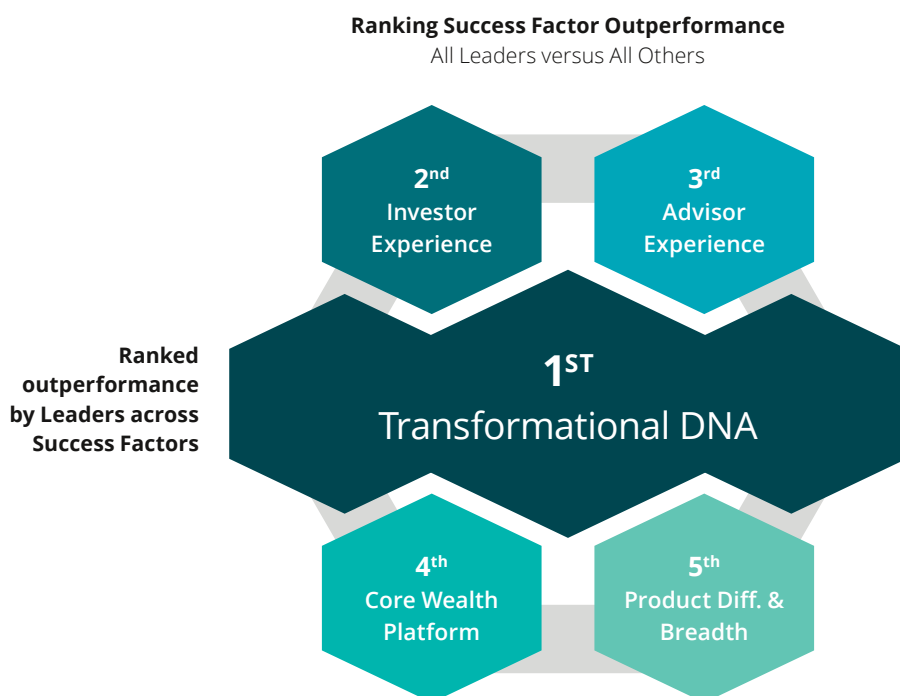 Ranking Success Factor Outperformance
All Leaders versus All Others
2nd
Investor
Experience
3rd
Advisor
Experience
Ranked
outperformance
by Leaders across
Success Factors
1ST
Transformational DNA
4th
Core Wealth
Platform
5th
Product Diff. &
Breadth